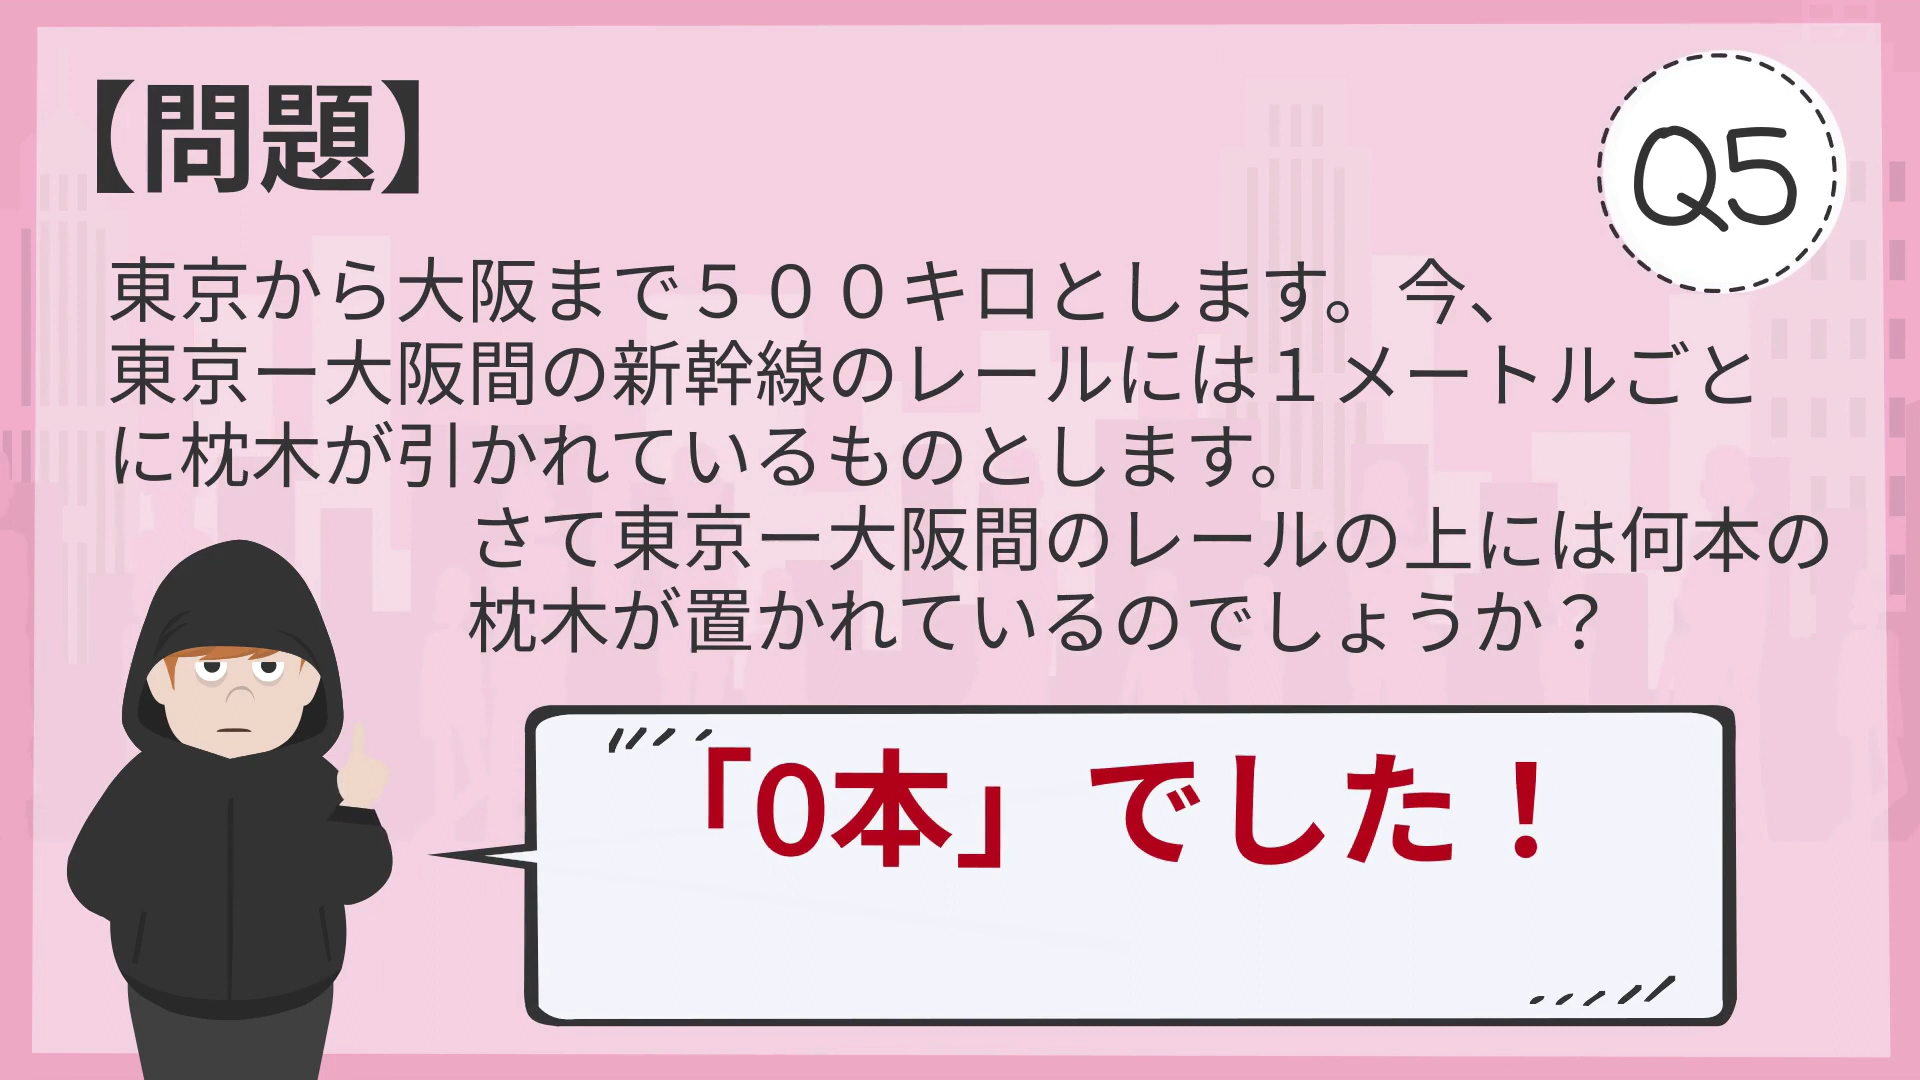 【問題】
Q5
東京から大阪まで５００キロとします。今、
東京ー大阪間の新幹線のレールには１メートルごと
に枕木が引かれているものとします。
さて東京ー大阪間のレールの上には何本の
枕木が置かれているのでしょうか？
「0本」でした！